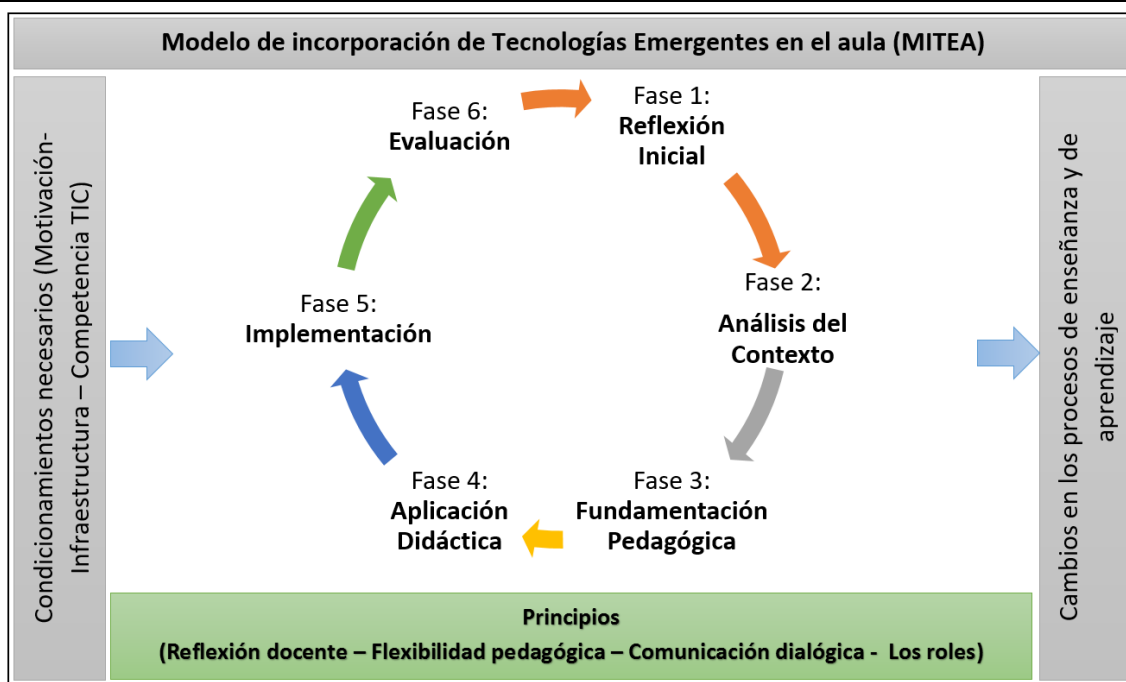 Modelo de incorporación de Tecnologías Emergentes en el aula (MITEA)
Condicionamientos necesarios (Motivación-
Infraestructura – Competencia TIC)
Fase 1:
Reflexión
Inicial
Fase 2:
Análisis del
Contexto
Fase 3:
Fundamentación
Pedagógica
Fase 4:
Aplicación
Didáctica
Fase 5:
Implementación
Fase 6:
Evaluación
Cambios en los procesos de enseñanza y de
aprendizaje
Principios
(Reflexión docente – Flexibilidad pedagógica – Comunicación dialógica - Los roles)